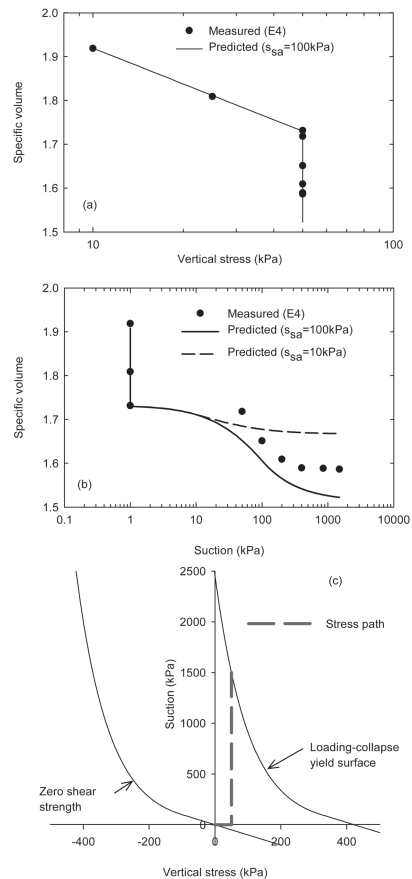 2.0
Measured (E4)
Predicted (s_sa=100kPa)
1.9
1.8
Specific volume
1.7
1.6
(a)
1.5
10
100
Vertical stress (kPa)
2.0
Measured (E4)
Predicted (s_sa=100kPa)
1.9
Predicted (s_sa=10kPa)
1.8
Specific volume
1.7
1.6
(b)
1.5
0.1
1
10
100
1000
10000
Suction (kPa)
2500
(c)
2000
Stress path
1500
Suction (kPa)
1000
Loading-collapse
yield surface
500
Zero shear
strength
0
-400
-200
0
200
400
Vertical stress (kPa)